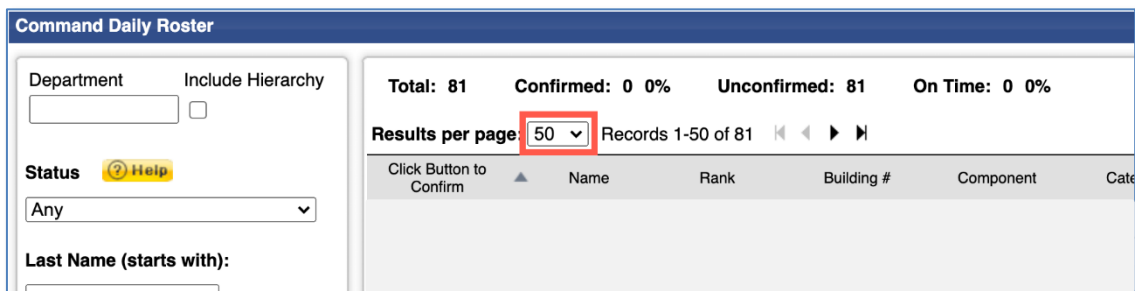 Command Daily Roster
Department Include Hierarchy
Status ? Help
Any
Last Name (starts with):
Total: 81 Confirmed: 0 0% Unconfirmed: 81 On Time: 0 0%
Results per page: 50 Records 1-50 of 81
Click Button to
Confirm Name Rank Building # Component Cate